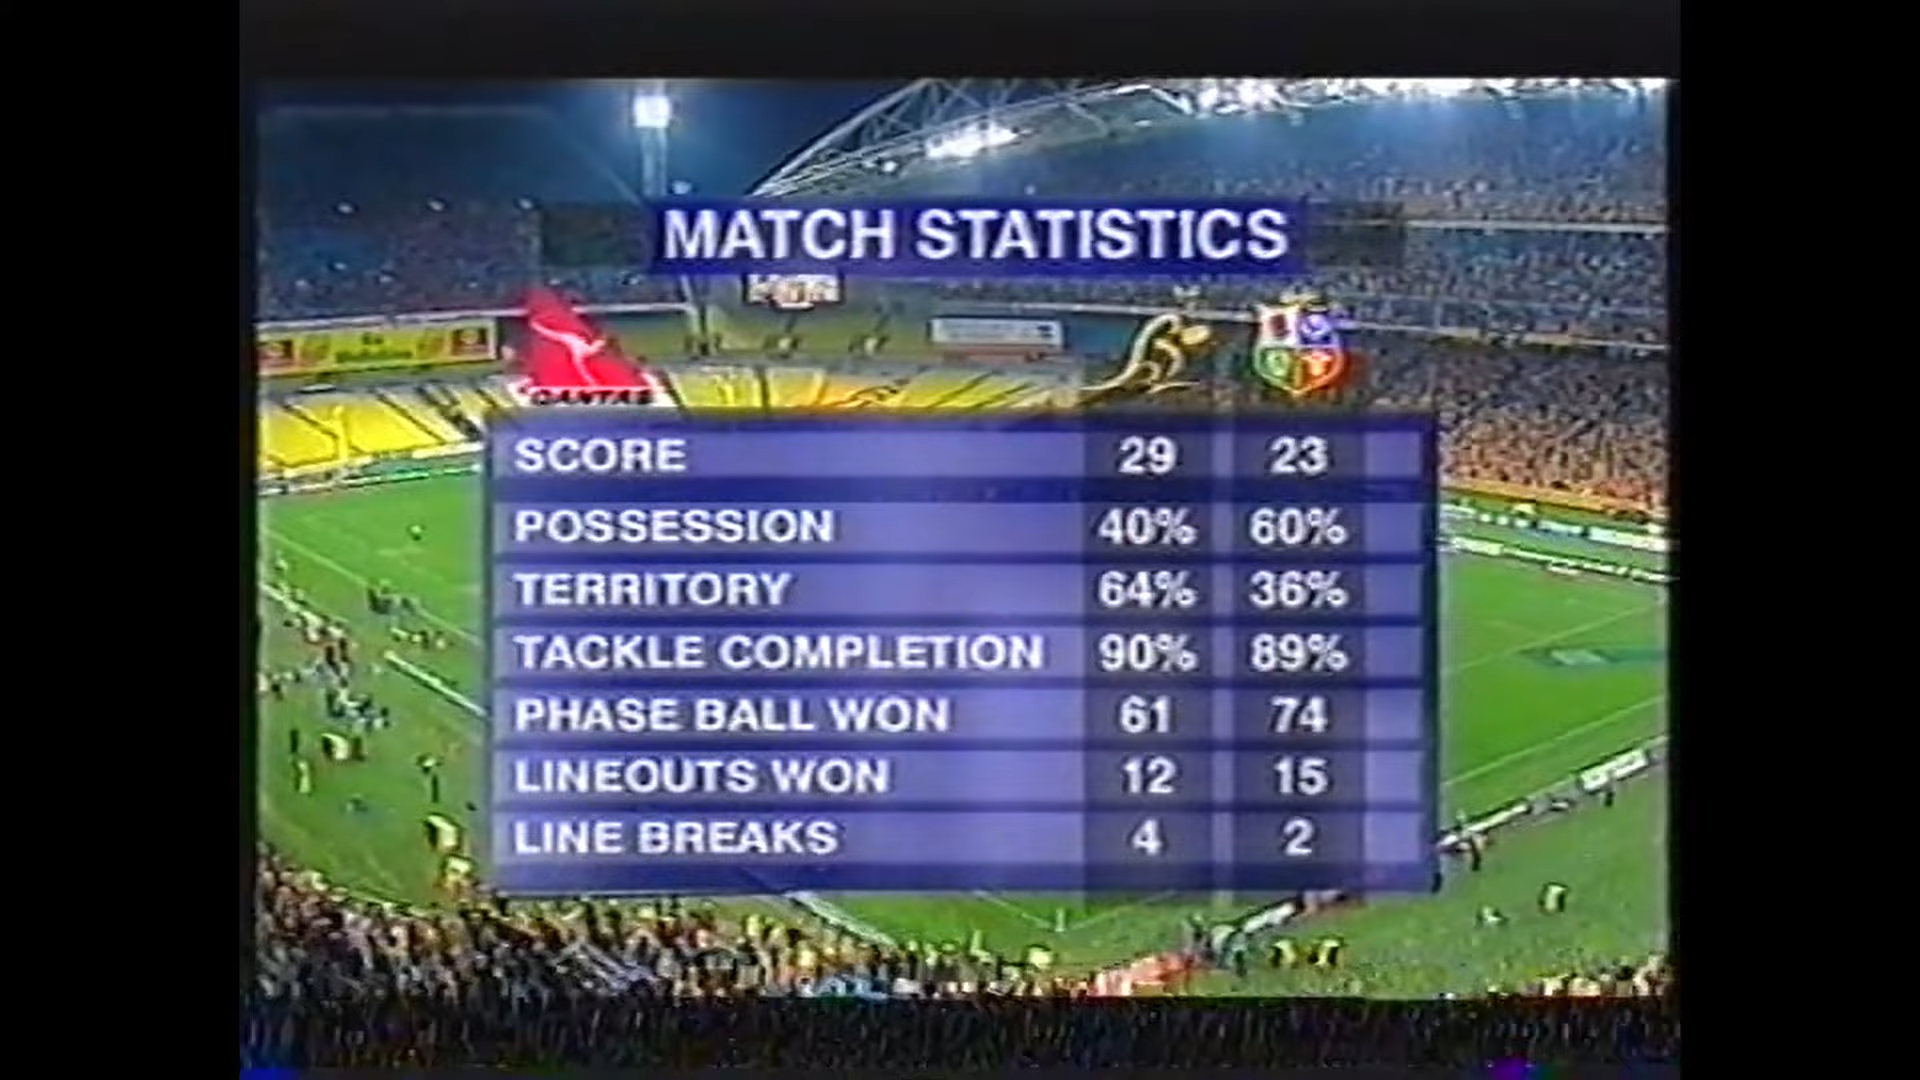 MATCH STATISTICS
QANTAS
SCORE 29 23
POSSESSION 40% 60%
TERRITORY 64% 36%
TACKLE COMPLETION 90% 89%
PHASE BALL WON 61 74
LINEOUTS WON 12 15
LINE BREAKS 4 2